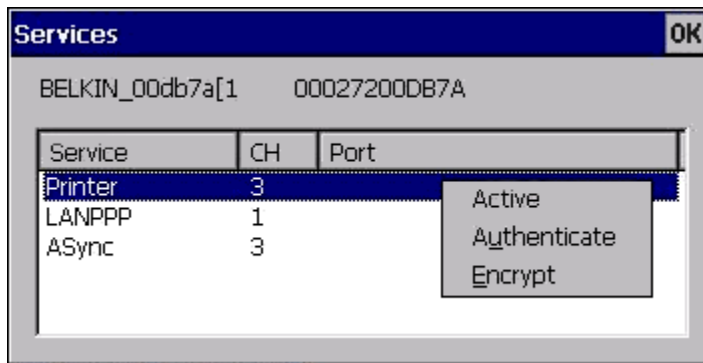 Services OK
BELKIN_00db7a[1 00027200DB7A
Service CH Port
Printer 3
LANPPP 1
ASync 3
Active
Authenticate
Encrypt